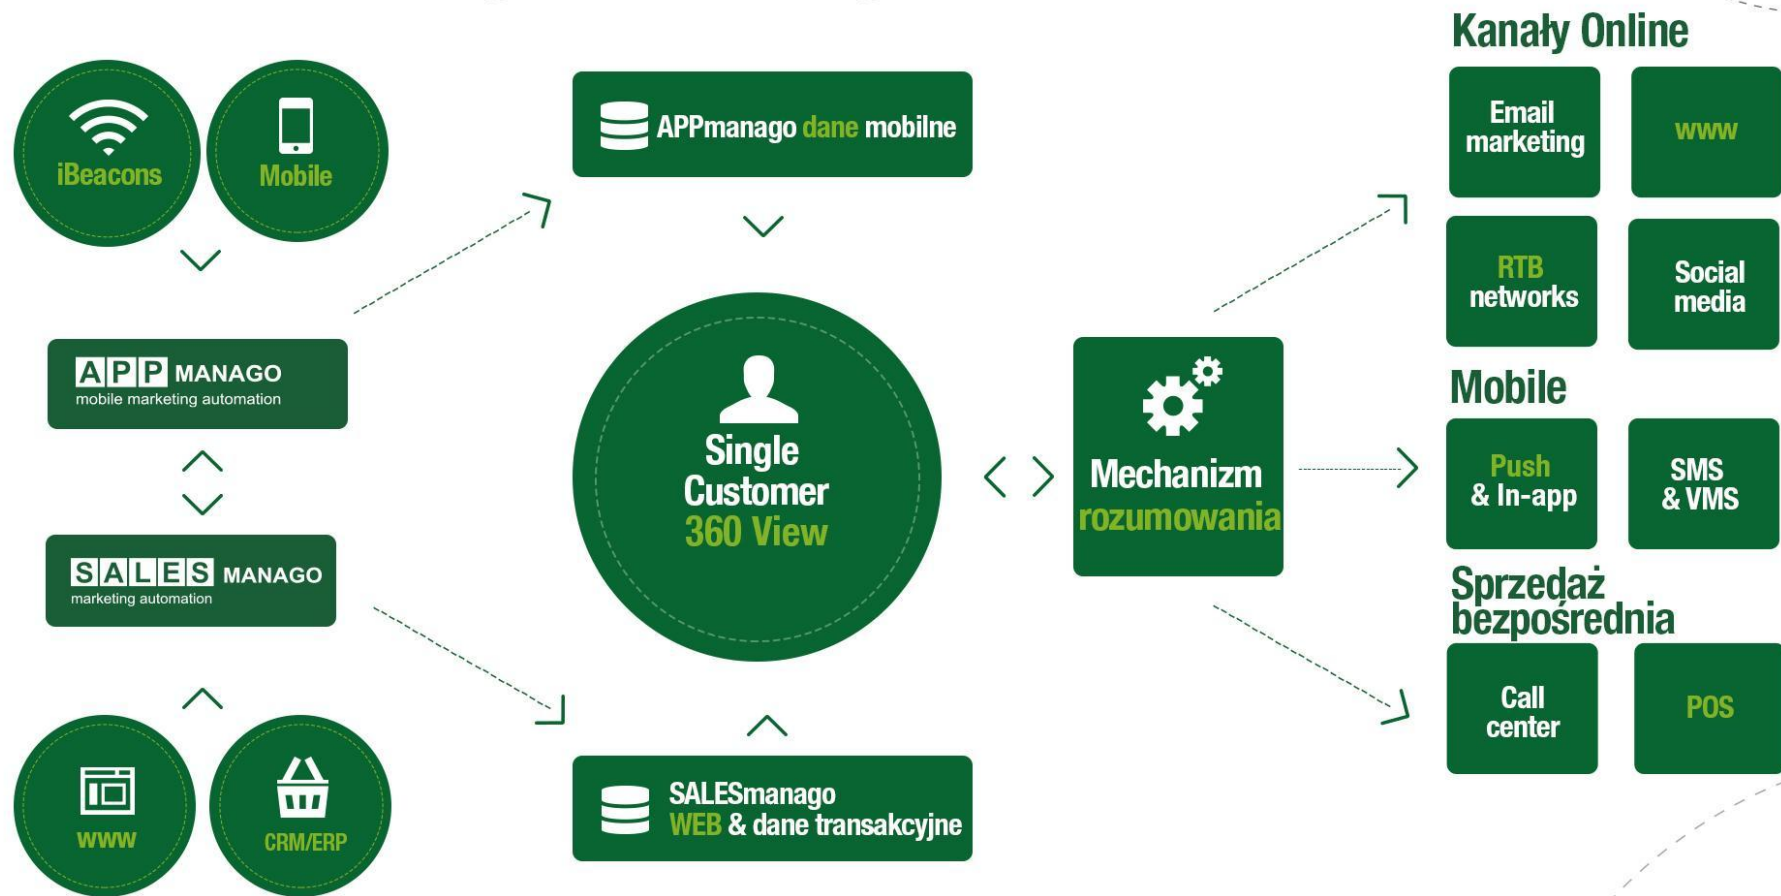 iBeacons
Mobile
APP MANAGO
mobile marketing automation
SALES MANAGO
marketing automation
www
CRM/ERP
APPmanago dane mobilne
Single
Customer
360 View
SALESmanago
WEB & dane transakcyjne
Mechanizm
rozumowania
Kanały Online
Email
marketing
www
RTB
networks
Social
media
Mobile
Push
& In-app
SMS
& VMS
Sprzedaż
bezpośrednia
Call
center
POS